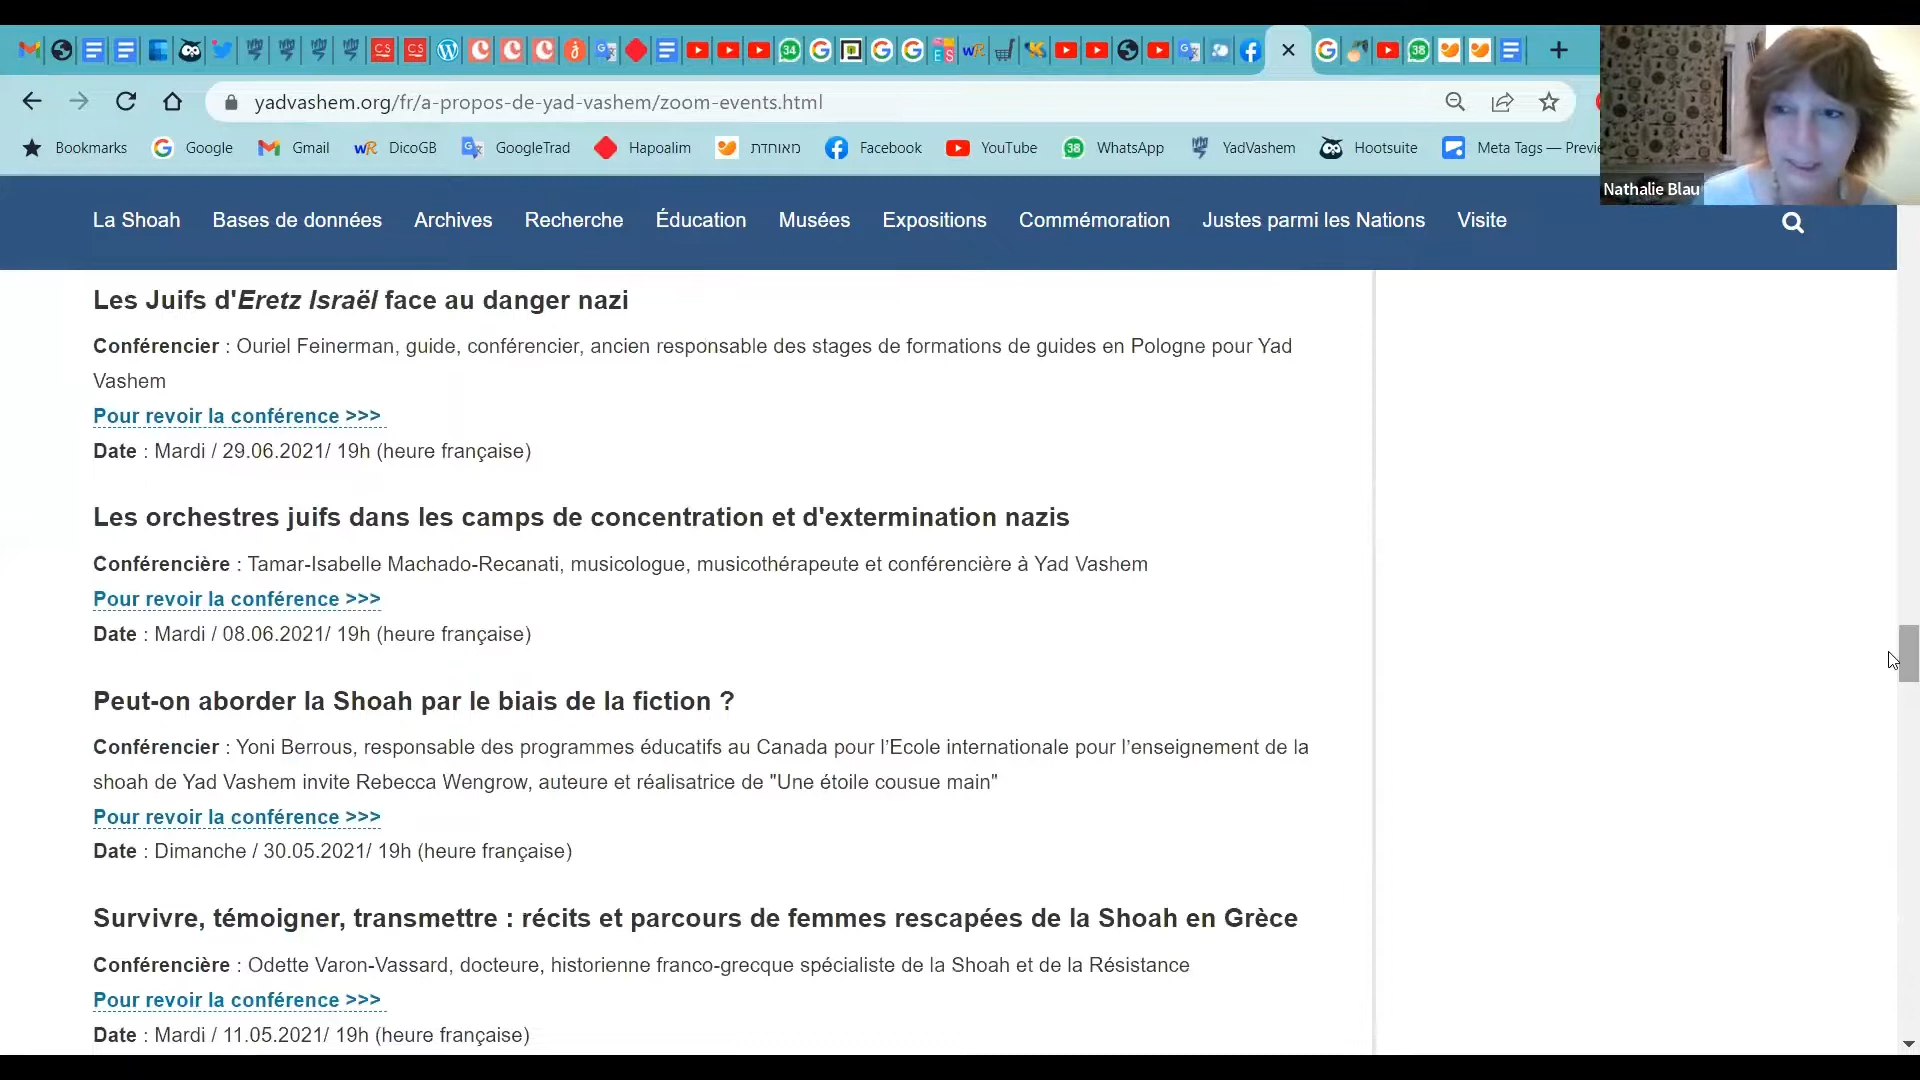 34
38
yadvashem.org/fr/a-propos-de-yad-vashem/zoom-events.html
Bookmarks Google Gmail DicoGB GoogleTrad Hapoalim מאוחדת Facebook YouTube 38 WhatsApp YadVashem Hootsuite Meta Tags — Previe
Nathalie Blau
La Shoah Bases de données Archives Recherche Éducation Musées Expositions Commémoration Justes parmi les Nations Visite
Les Juifs d'Eretz Israël face au danger nazi
Conférencier : Ouriel Feinerman, guide, conférencier, ancien responsable des stages de formations de guides en Pologne pour Yad
Vashem
Pour revoir la conférence >>>
Date : Mardi / 29.06.2021/ 19h (heure française)
Les orchestres juifs dans les camps de concentration et d'extermination nazis
Conférencière : Tamar-Isabelle Machado-Recanati, musicologue, musicothérapeute et conférencière à Yad Vashem
Pour revoir la conférence >>>
Date : Mardi / 08.06.2021/ 19h (heure française)
Peut-on aborder la Shoah par le biais de la fiction ?
Conférencier : Yoni Berrous, responsable des programmes éducatifs au Canada pour l’Ecole internationale pour l’enseignement de la
shoah de Yad Vashem invite Rebecca Wengrow, auteure et réalisatrice de "Une étoile cousue main"
Pour revoir la conférence >>>
Date : Dimanche / 30.05.2021/ 19h (heure française)
Survivre, témoigner, transmettre : récits et parcours de femmes rescapées de la Shoah en Grèce
Conférencière : Odette Varon-Vassard, docteure, historienne franco-grecque spécialiste de la Shoah et de la Résistance
Pour revoir la conférence >>>
Date : Mardi / 11.05.2021/ 19h (heure française)